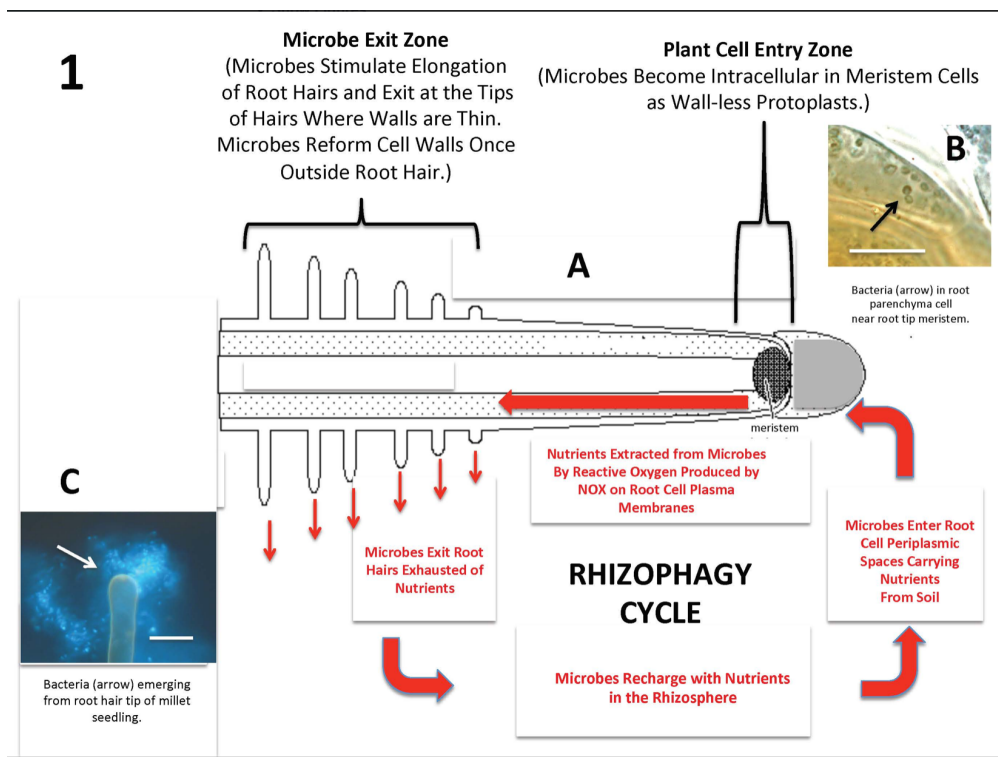 1
Microbe Exit Zone
(Microbes Stimulate Elongation
of Root Hairs and Exit at the Tips
of Hairs Where Walls are Thin.
Microbes Reform Cell Walls Once
Outside Root Hair.)
Plant Cell Entry Zone
(Microbes Become Intracellular in Meristem Cells
as Wall-less Protoplasts.)
B
Bacteria (arrow) in root
parenchyma cell
near root tip meristem.
A
meristem
Nutrients Extracted from Microbes
By Reactive Oxygen Produced by
NOX on Root Cell Plasma
Membranes
C
Bacteria (arrow) emerging
from root hair tip of millet
seedling.
Microbes Exit Root
Hairs Exhausted of
Nutrients
RHIZOPHAGY
CYCLE
Microbes Enter Root
Cell Periplasmic
Spaces Carrying
Nutrients
From Soil
Microbes Recharge with Nutrients
in the Rhizosphere